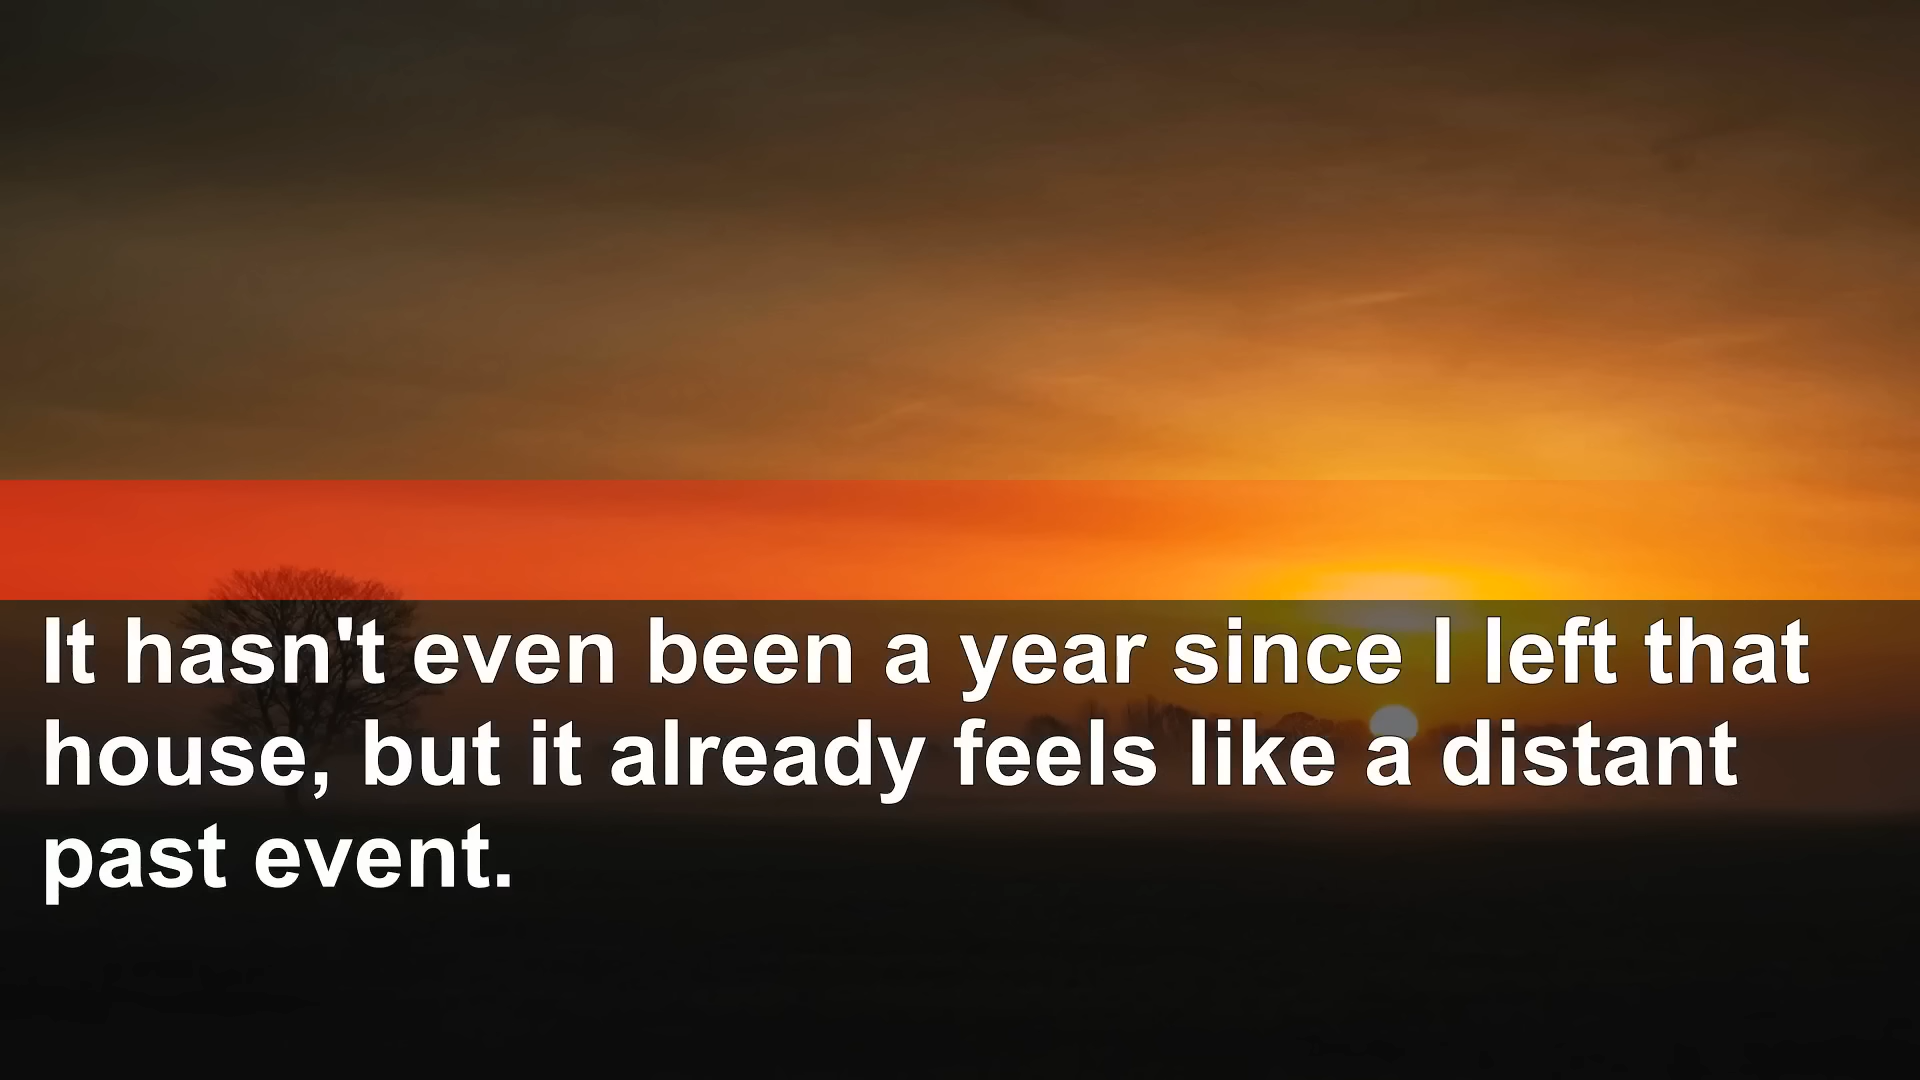 It hasn't even been a year since I left that
house, but it already feels like a distant
past event.